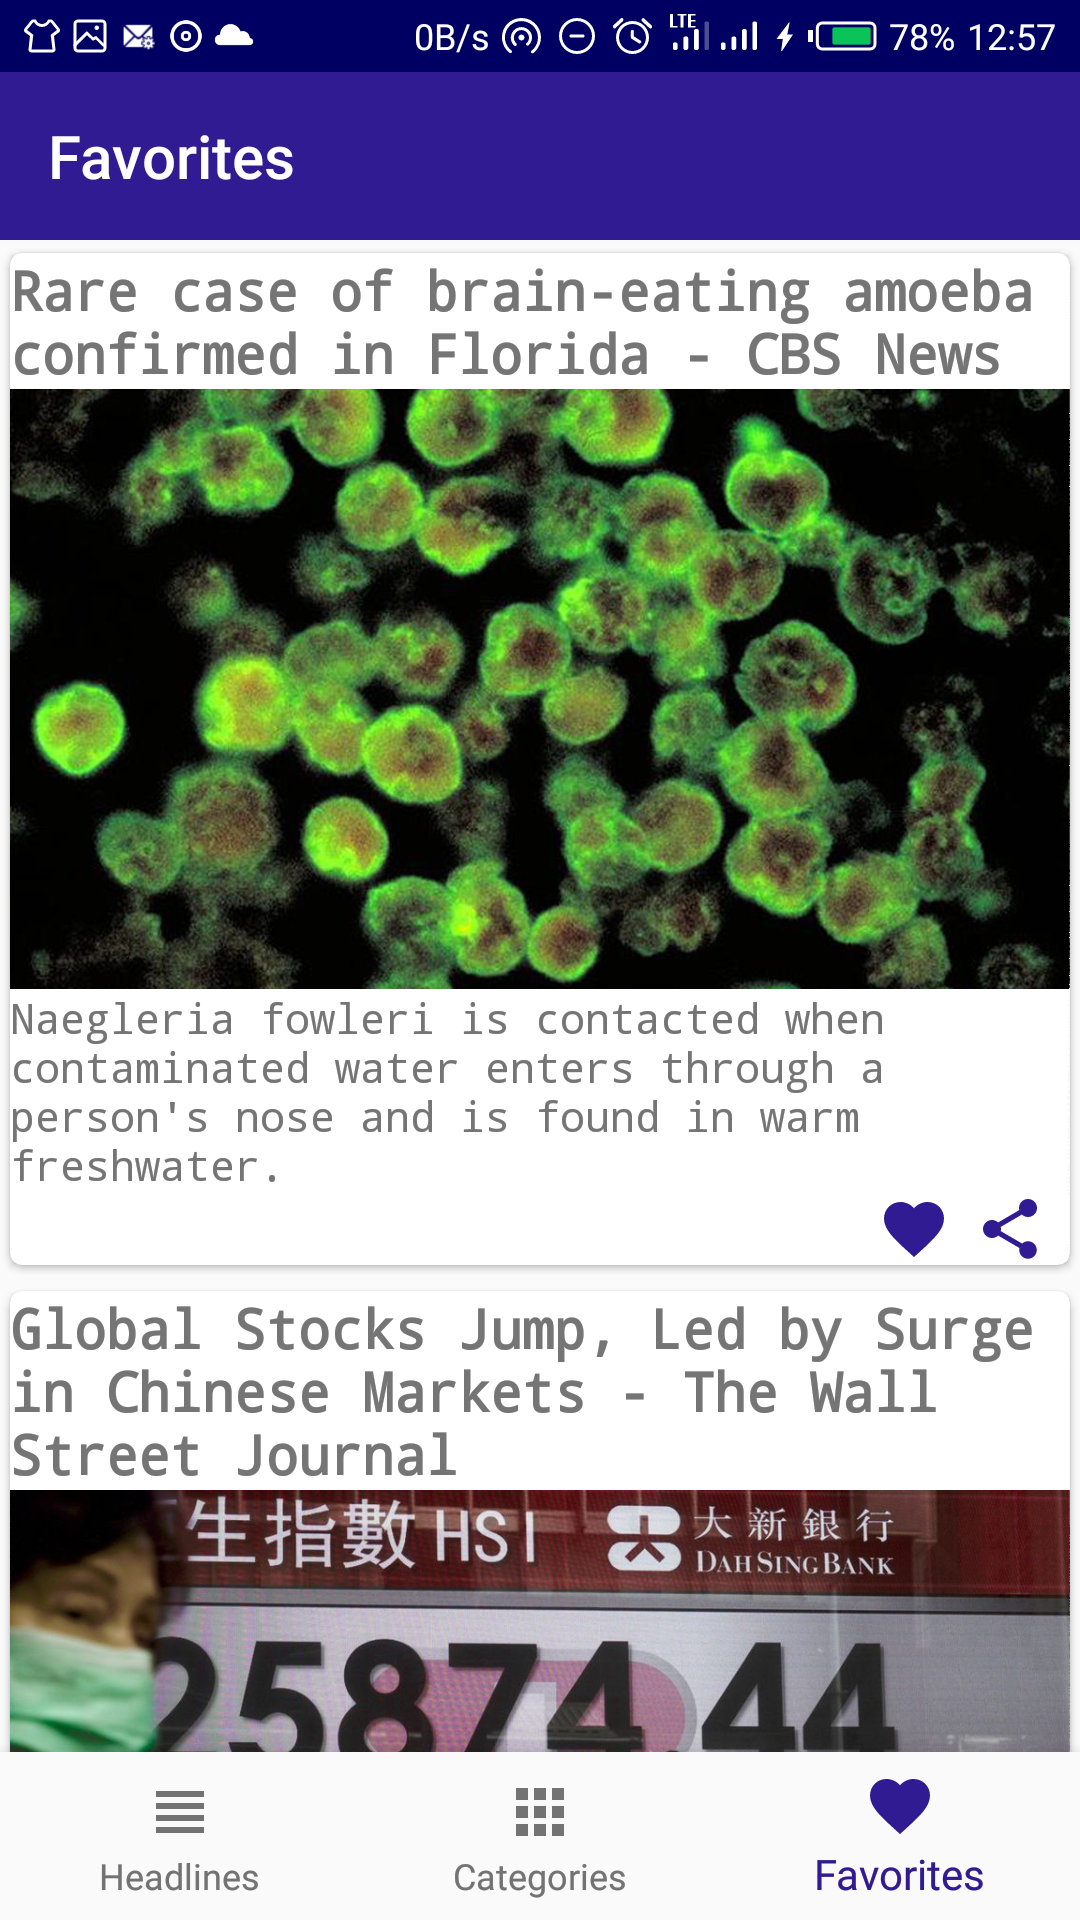 0B/s LTE 78% 12:57
Favorites
Rare case of brain-eating amoeba
confirmed in Florida - CBS News
Naegleria fowleri is contacted when
contaminated water enters through a
person's nose and is found in warm
freshwater.
Global Stocks Jump, Led by Surge
in Chinese Markets - The Wall
Street Journal
生指數 HSI
大新銀行
DAH SING BANK
25874.44
Headlines
Categories
Favorites